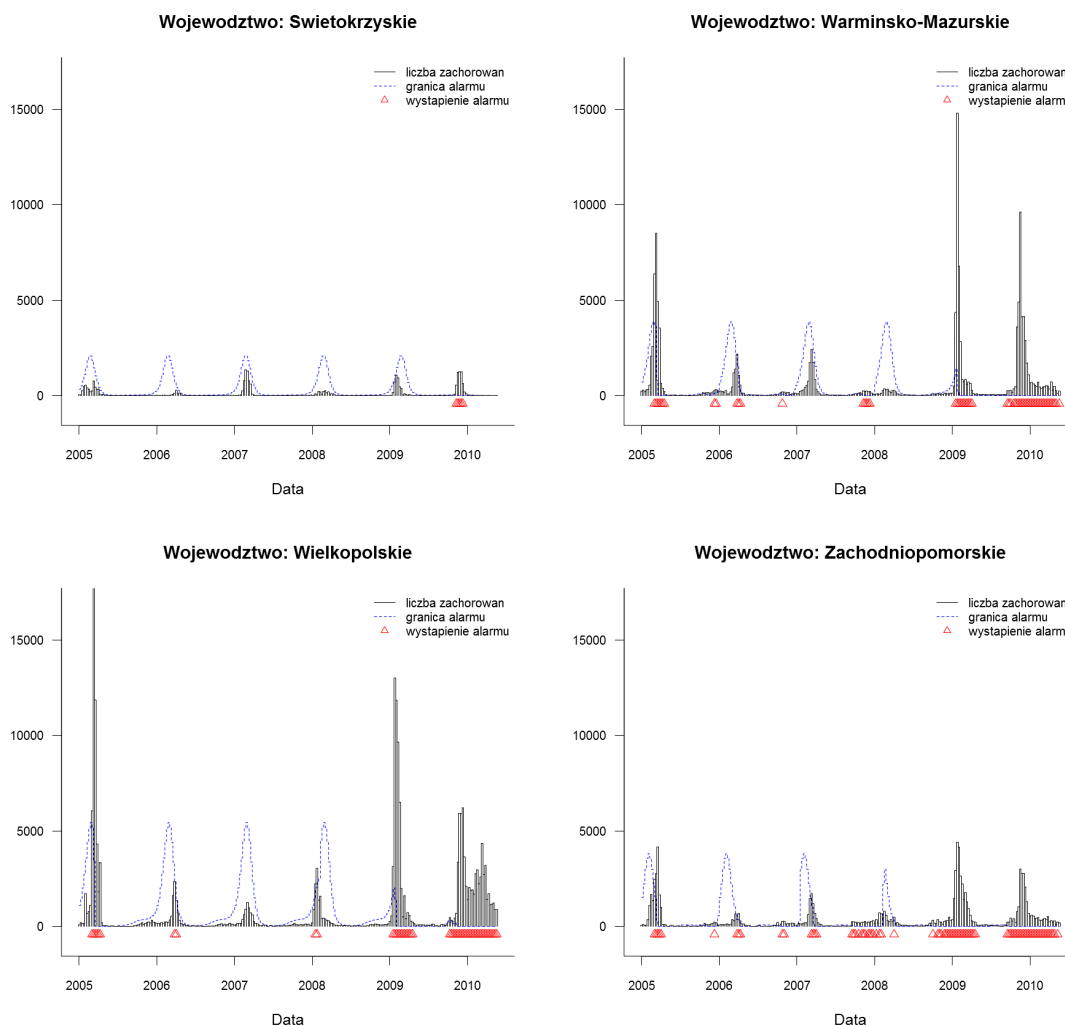 Wojewodztwo: Swietokrzyskie
liczba zachorowan
granica alarmu
wystapienie alarmu
15000
10000
5000
0
2005 2006 2007 2008 2009 2010
Data
Wojewodztwo: Warminsko-Mazurskie
liczba zachorowan
granica alarmu
wystapienie alarmu
15000
10000
5000
0
2005 2006 2007 2008 2009 2010
Data
Wojewodztwo: Wielkopolskie
liczba zachorowan
granica alarmu
wystapienie alarmu
15000
10000
5000
0
2005 2006 2007 2008 2009 2010
Data
Wojewodztwo: Zachodniopomorskie
liczba zachorowan
granica alarmu
wystapienie alarmu
15000
10000
5000
0
2005 2006 2007 2008 2009 2010
Data